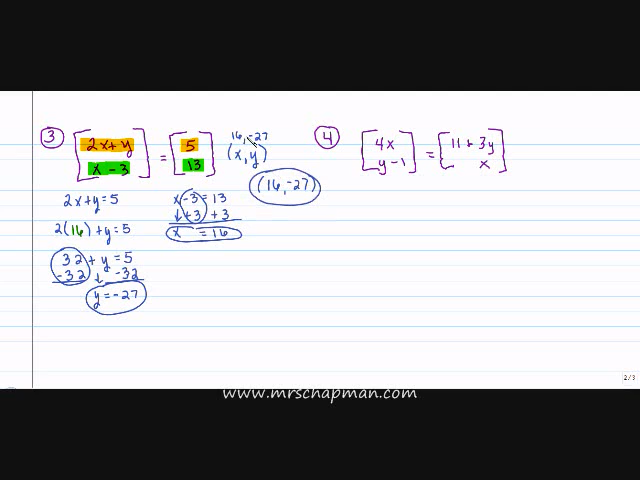 ③ [2x+y] = [5]
[x-3] [13]
16,-27
(x,y)
(16,-27)
2x+y=5
2(16)+y=5
32+y=5
-32 ↓ -32
y=-27
x-3=13
↓+3 +3
x =16
④ [4x] = [11+3y]
[y-1] [x]
2/3
www.mrschapman.com